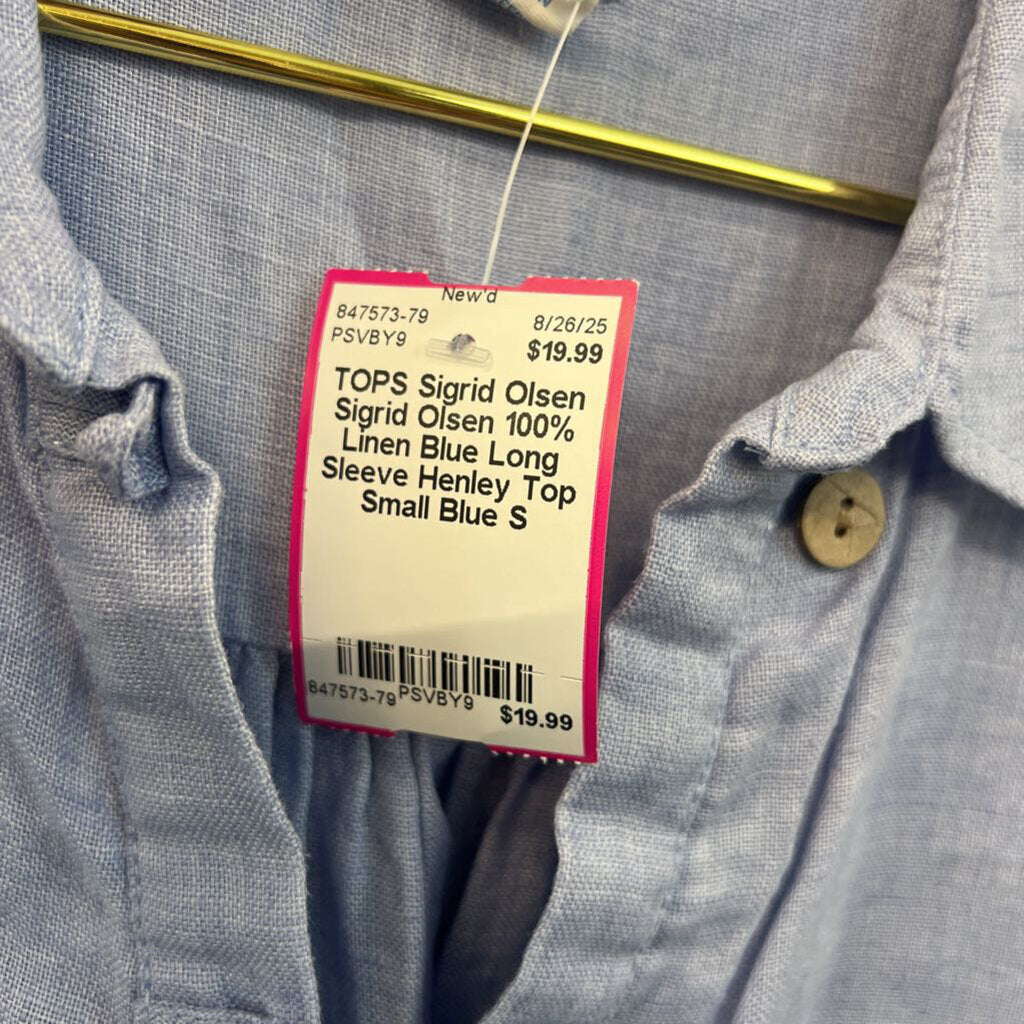 New'd
847573-79 8/26/25
PSVBY9 $19.99
TOPS Sigrid Olsen
Sigrid Olsen 100%
Linen Blue Long
Sleeve Henley Top
Small Blue S
847573-79 PSVBY9 $19.99